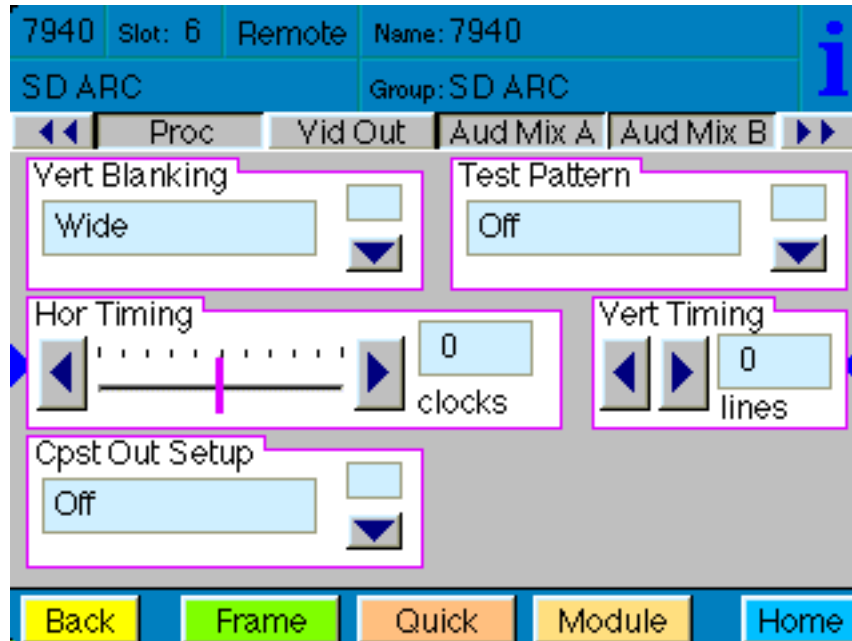 7940 Slot: 6 Remote Name: 7940
SD ARC Group: SD ARC
Proc Vid Out Aud Mix A Aud Mix B
Vert Blanking Test Pattern
Wide Off
Hor Timing Vert Timing
0 0
clocks lines
Cpst Out Setup
Off
Back Frame Quick Module Home